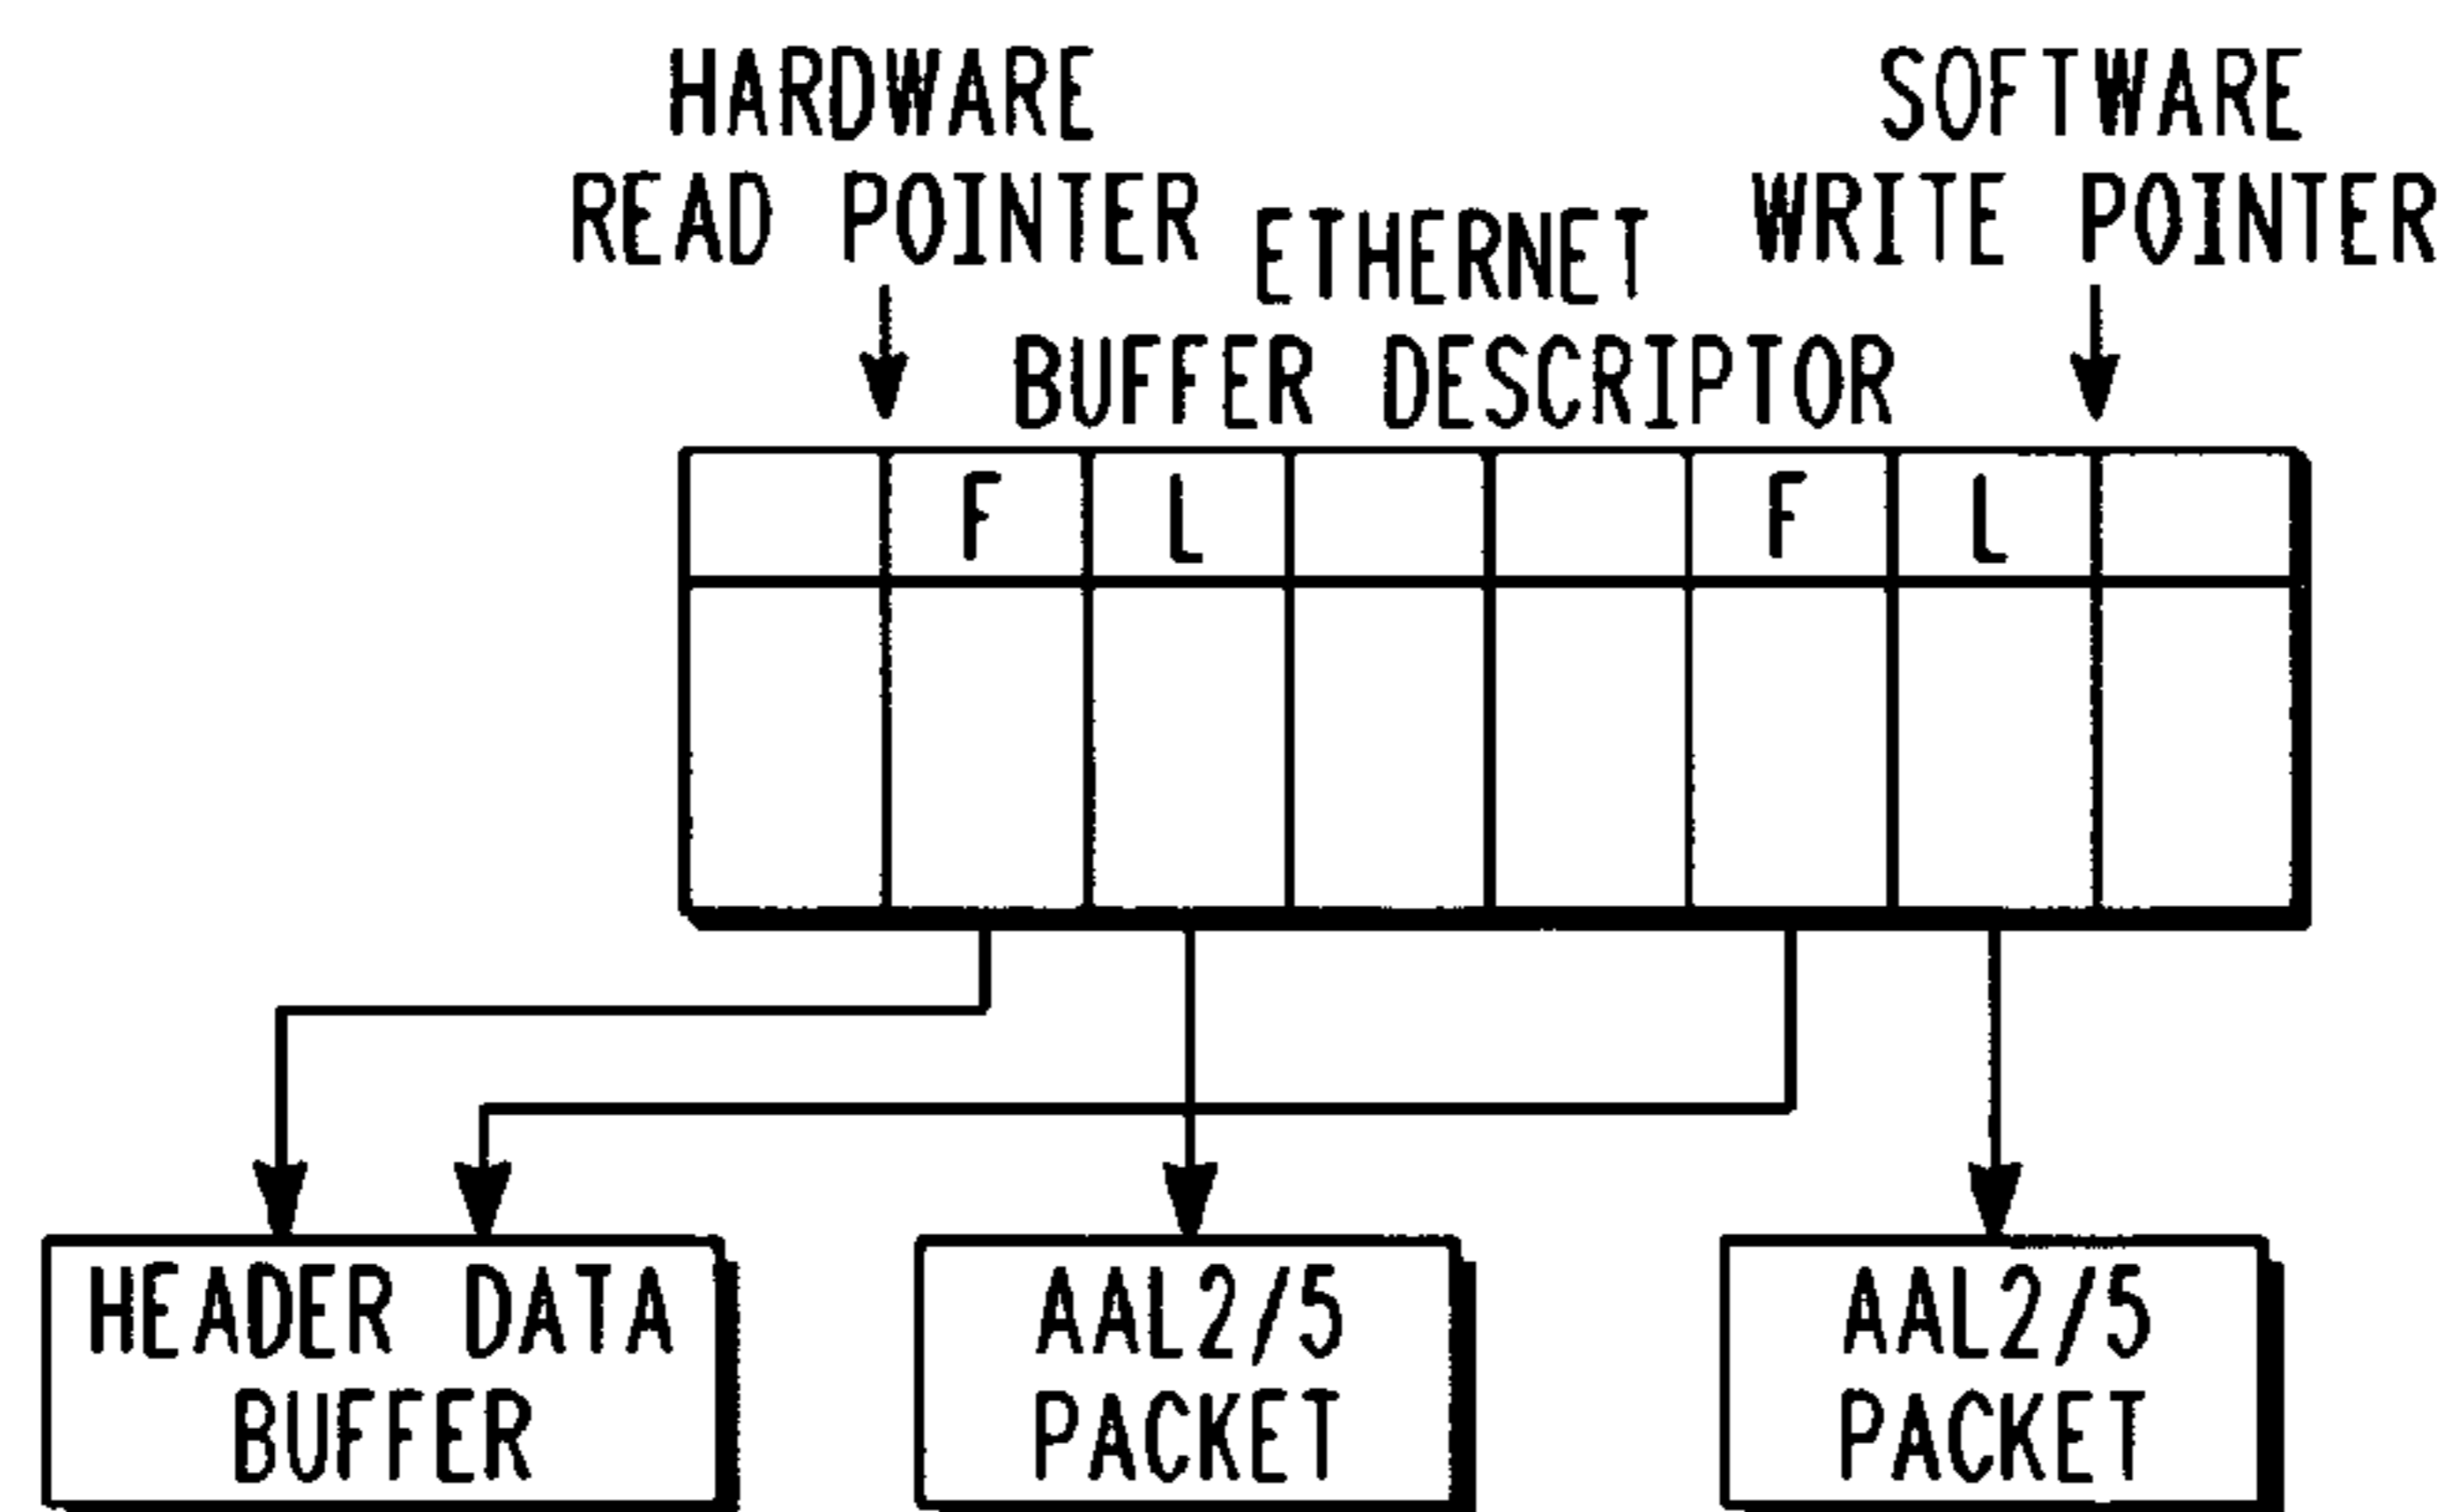 HARDWARE
READ POINTER
SOFTWARE
WRITE POINTER
ETHERNET
BUFFER DESCRIPTOR
F L F L
HEADER DATA
BUFFER
AAL2/5
PACKET
AAL2/5
PACKET